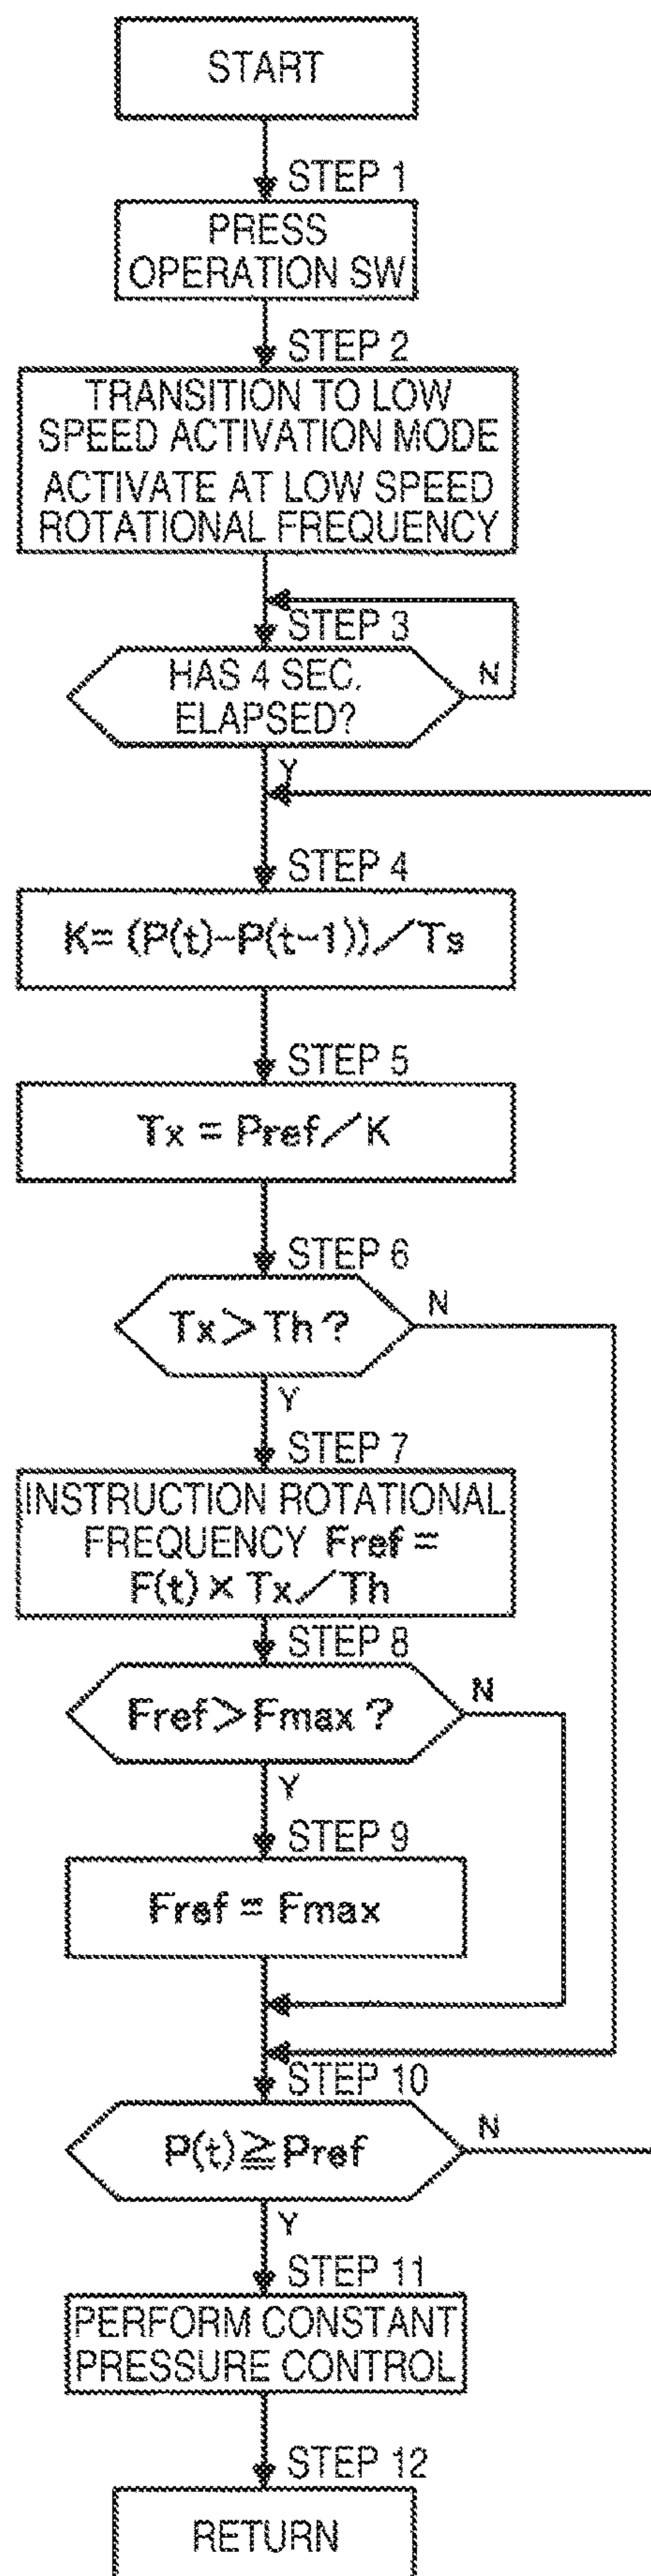 START
STEP 1
PRESS
OPERATION SW
STEP 2
TRANSITION TO LOW
SPEED ACTIVATION MODE
ACTIVATE AT LOW SPEED
ROTATIONAL FREQUENCY
STEP 3
HAS 4 SEC.
ELAPSED?
N
Y
STEP 4
K= (P(t)-P(t-1))／Ts
STEP 5
Tx = Pref／K
STEP 6
Tx＞Th ?
N
Y
STEP 7
INSTRUCTION ROTATIONAL
FREQUENCY Fref =
F(t) × Tx／Th
STEP 8
Fref＞Fmax ?
N
Y
STEP 9
Fref = Fmax
STEP 10
P(t)≧Pref
N
Y
STEP 11
PERFORM CONSTANT
PRESSURE CONTROL
STEP 12
RETURN